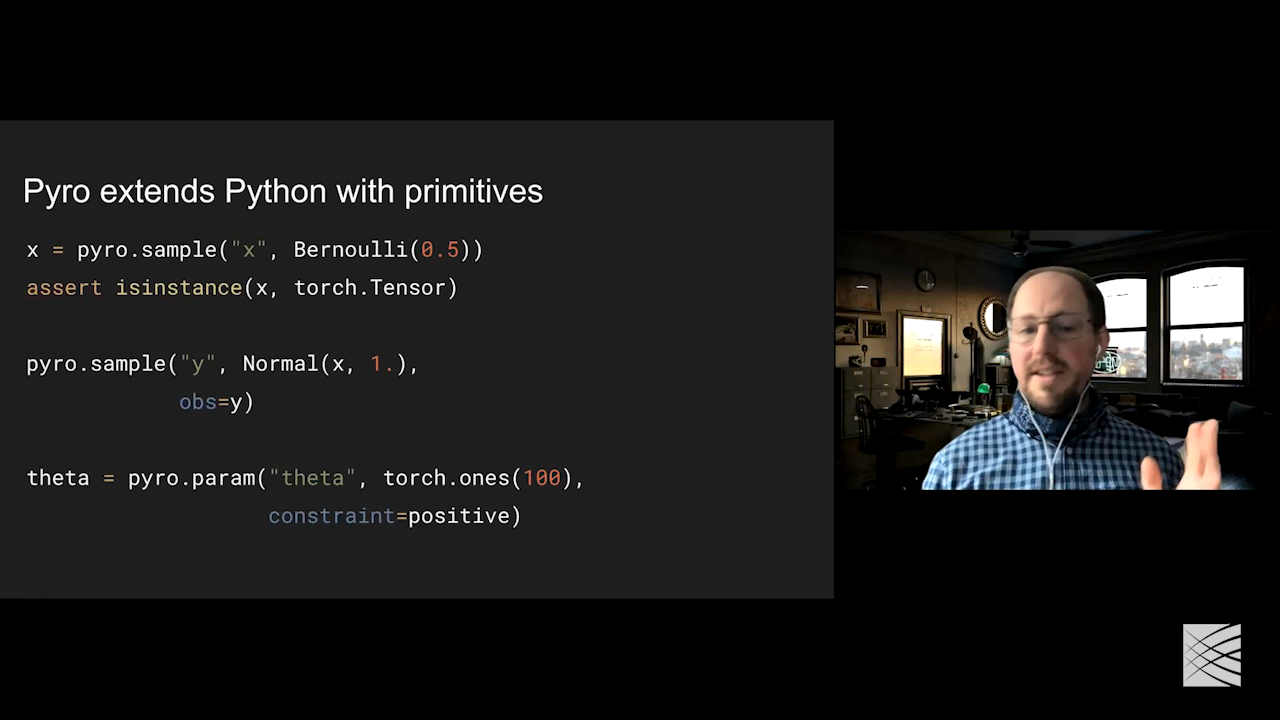 Pyro extends Python with primitives
x = pyro.sample("x", Bernoulli(0.5))
assert isinstance(x, torch.Tensor)
pyro.sample("y", Normal(x, 1.),
obs=y)
theta = pyro.param("theta", torch.ones(100),
constraint=positive)